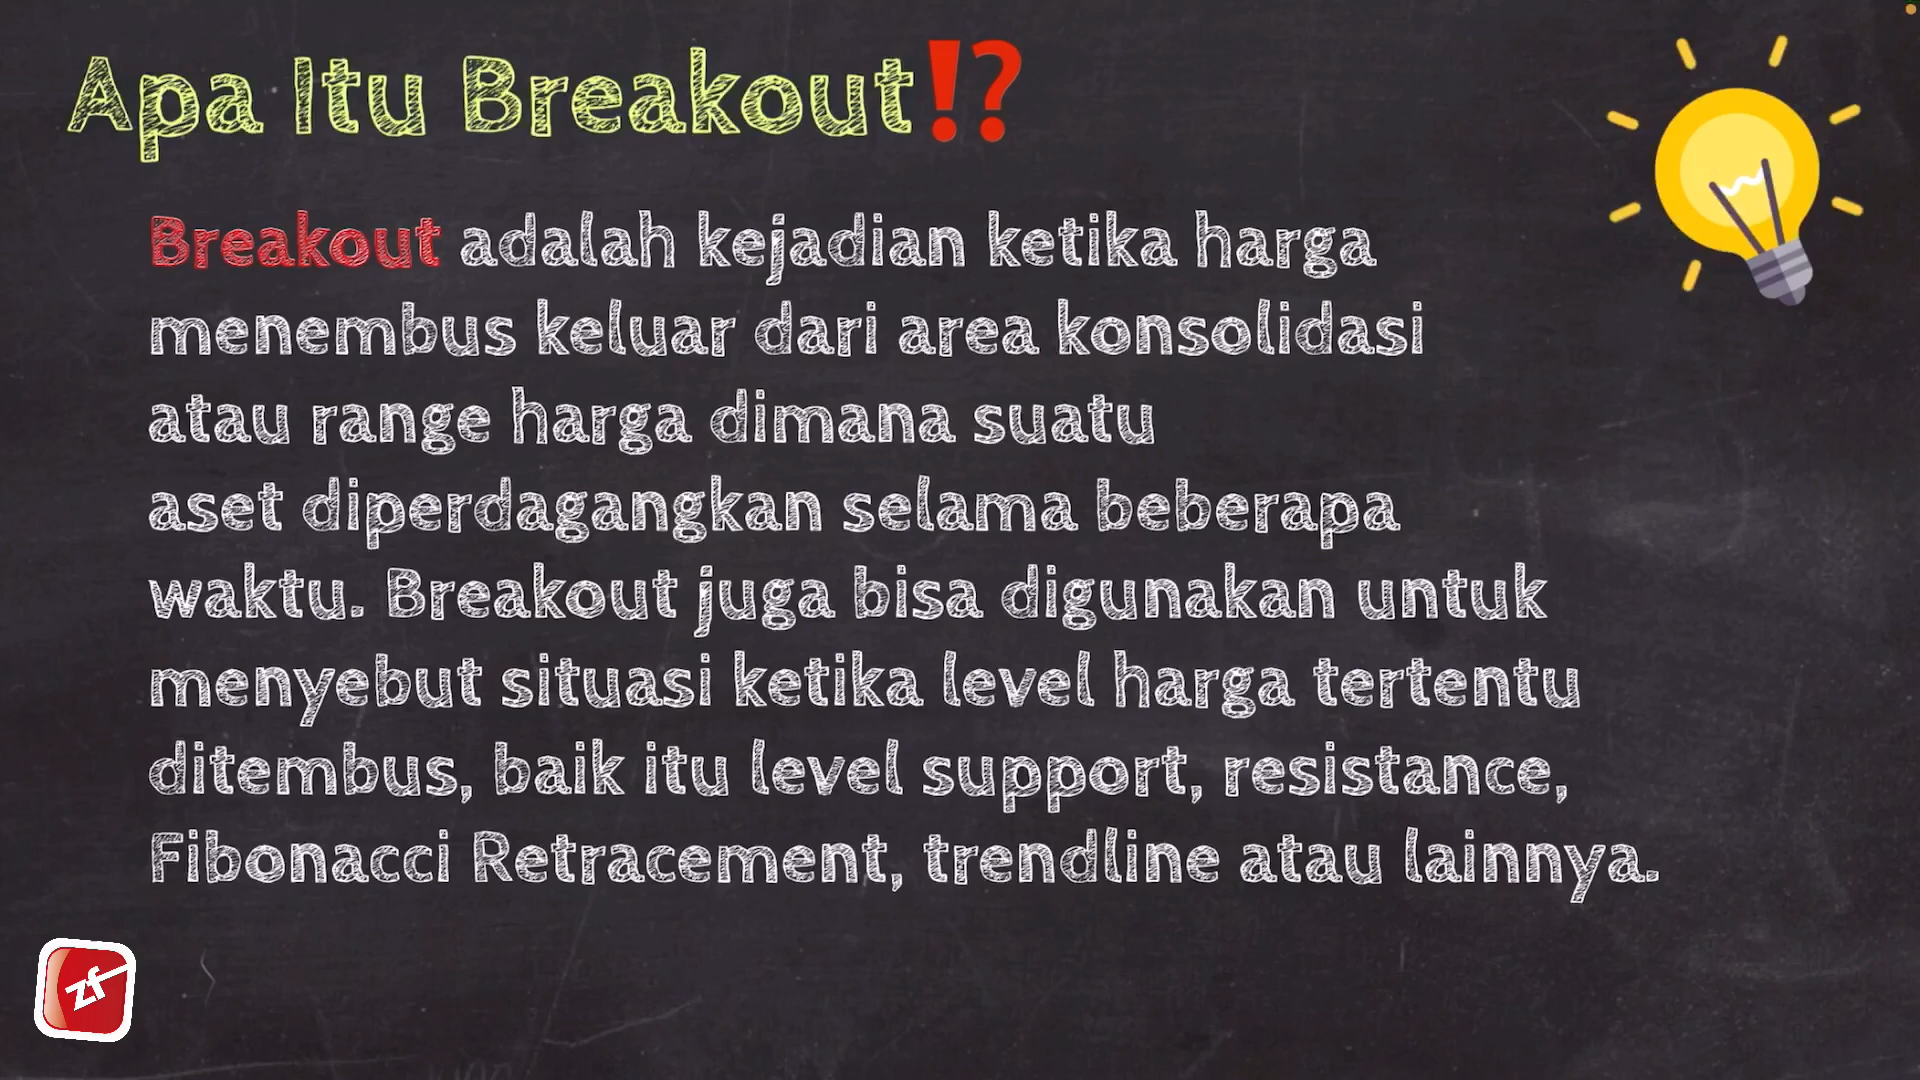 Apa Itu Breakout⁉
Breakout adalah kejadian ketika harga
menembus keluar dari area konsolidasi
atau range harga dimana suatu
aset diperdagangkan selama beberapa
waktu. Breakout juga bisa digunakan untuk
menyebut situasi ketika level harga tertentu
ditembus, baik itu level support, resistance,
Fibonacci Retracement, trendline atau lainnya.
zf